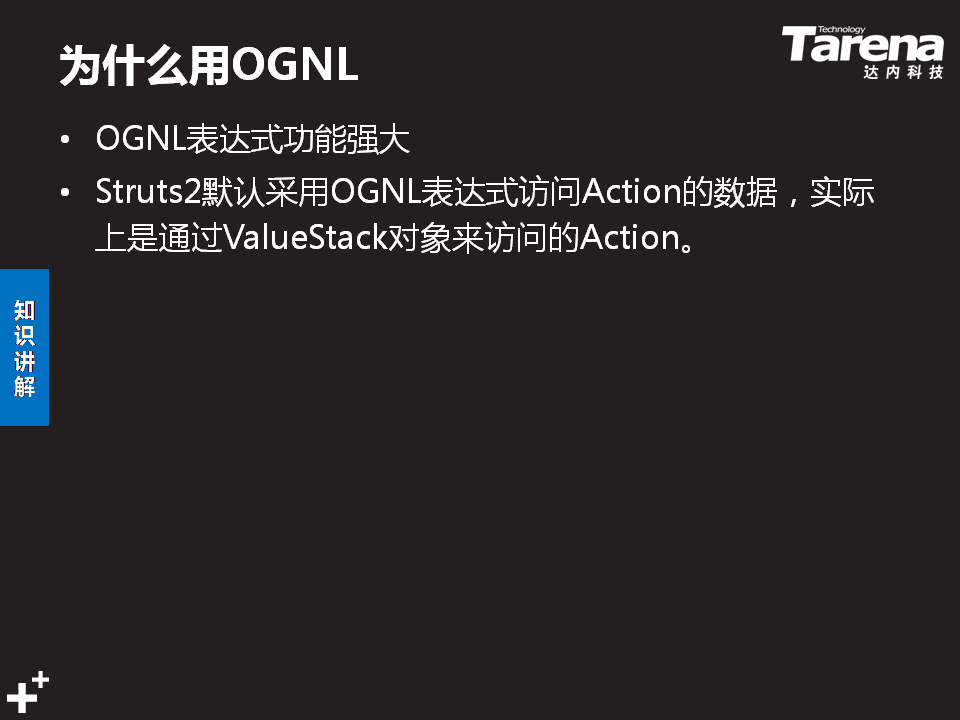 为什么用OGNL
Technology
Tarena
达内科技
• OGNL表达式功能强大
• Struts2默认采用OGNL表达式访问Action的数据，实际
上是通过ValueStack对象来访问的Action。
知
识
讲
解